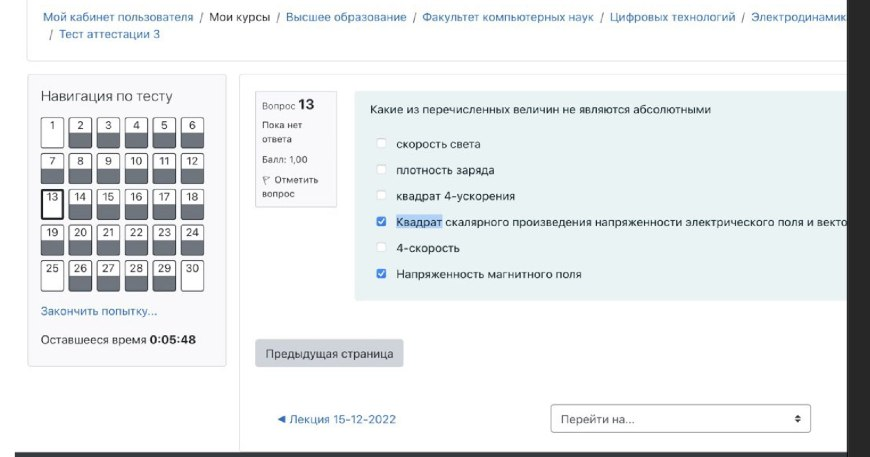 Мой кабинет пользователя / Мои курсы / Высшее образование / Факультет компьютерных наук / Цифровых технологий /
/ Тест аттестации 3
Навигация по тесту
1 2 3 4 5 6
7 8 9 10 11 12
13 14 15 16 17 18
19 20 21 22 23 24
25 26 27 28 29 30
Закончить попытку...
Оставшееся время 0:05:48
Вопрос 13
Пока нет
ответа
Балл: 1,00
Отметить
вопрос
Какие из перечисленных величин не являются абсолютными
скорость света
плотность заряда
квадрат 4-ускорения
Квадрат скалярного произведения напряженности электрического поля и
4-скорость
Напряженность магнитного поля
Предыдущая страница
◄ Лекция 15-12-2022
Перейти на...